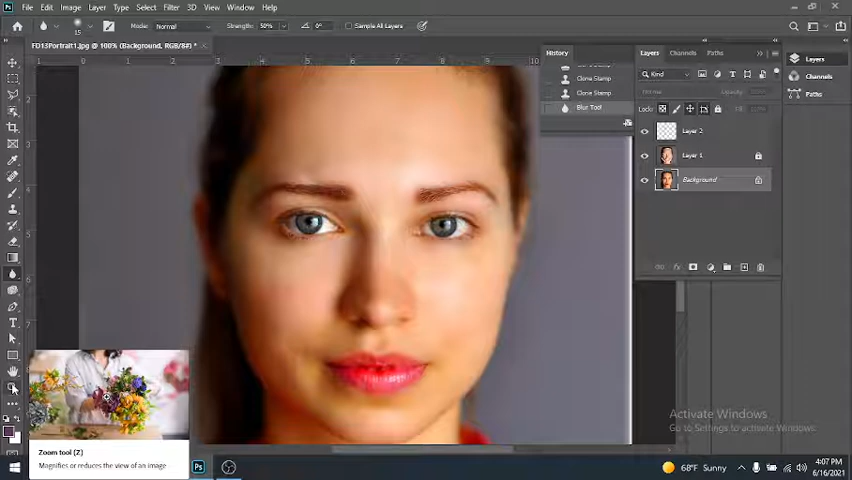 File Edit Image Layer Type Select Filter 3D View Window Help
15 Mode: Normal Strength: 50% 0° Sample All Layers
FD13Portrait1.jpg @ 100% (Background, RGB/8#) *
History
Clone Stamp
Clone Stamp
Blur Tool
Layers Channels Paths
Kind
Normal
Lock:
Layer 2
Layer 1
Background
Layers
Channels
Paths
Zoom tool (Z)
Magnifies or reduces the view of an image
Activate Windows
Go to Settings to activate Windows.
68°F Sunny
4:07 PM
6/16/2021